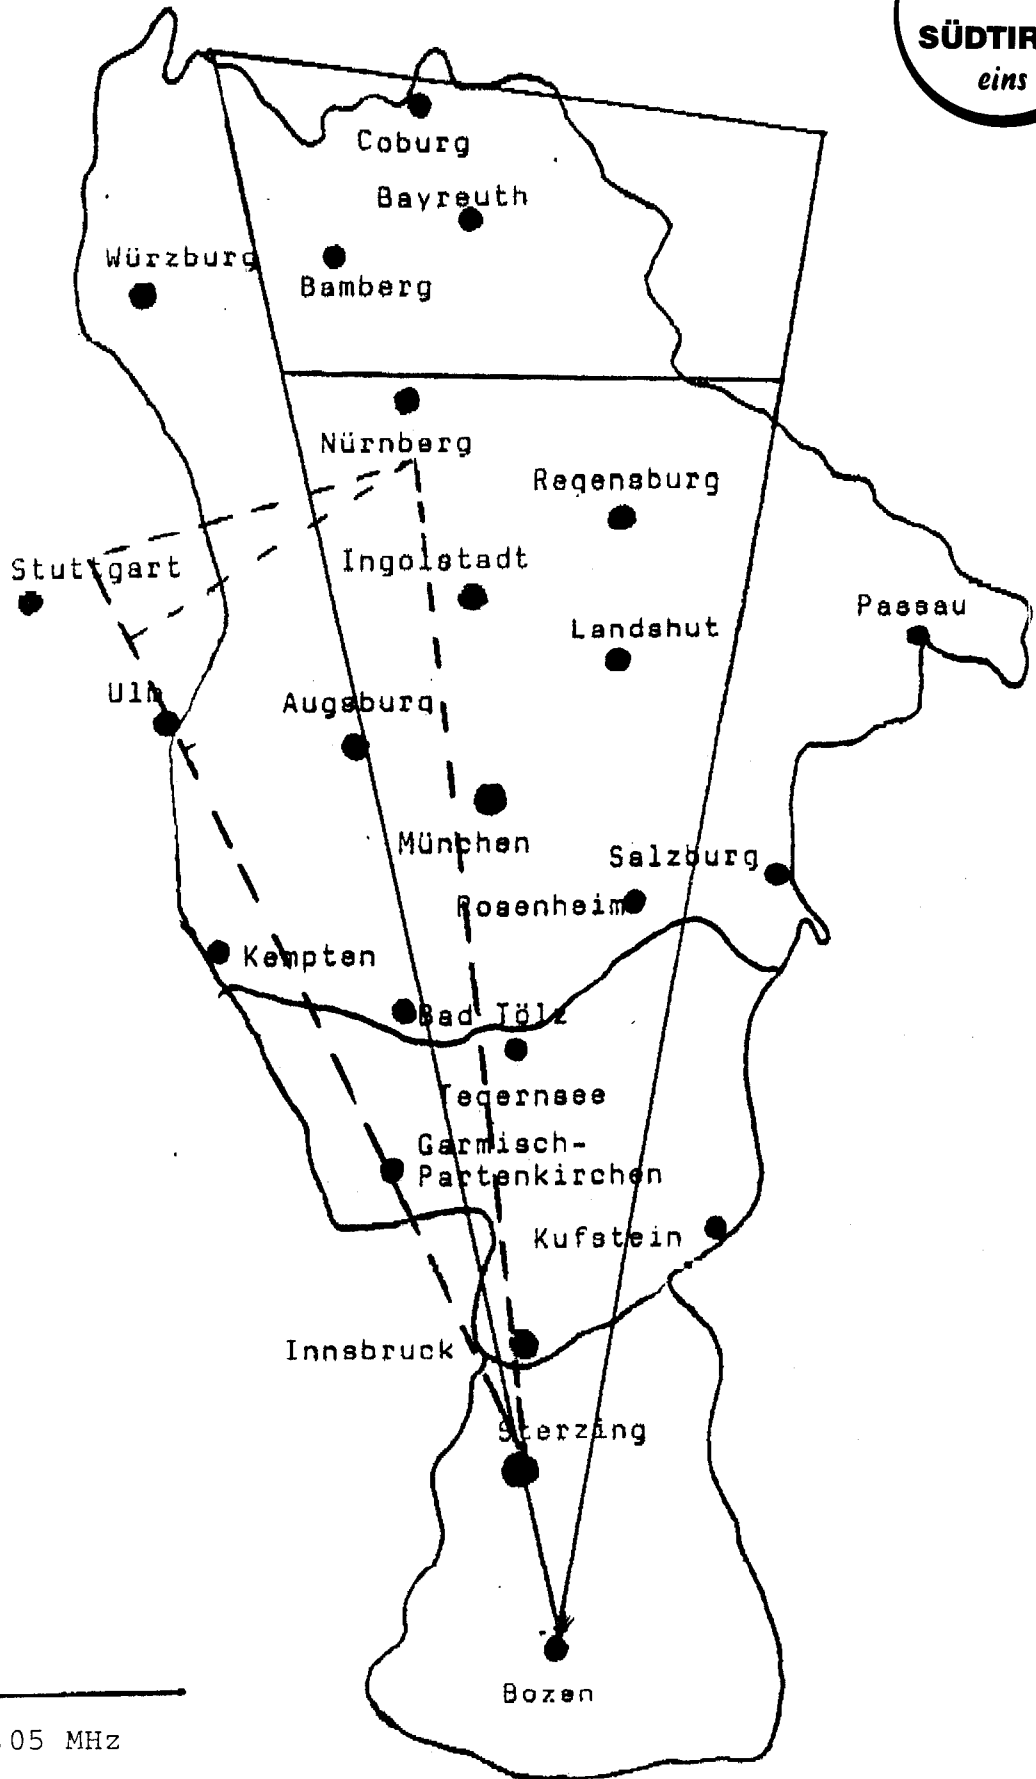 SÜDTIR
eins
Coburg
Bayreuth
Würzburg
Bamberg
Nürnberg
Regensburg
Ingolstadt
Stuttgart
Passau
Landshut
Ulm
Augsburg
München
Salzburg
Rosenheim
Kempten
Bad Tölz
Tegernsee
Garmisch-
Partenkirchen
Kufstein
Innsbruck
Sterzing
Bozen
05 MHz